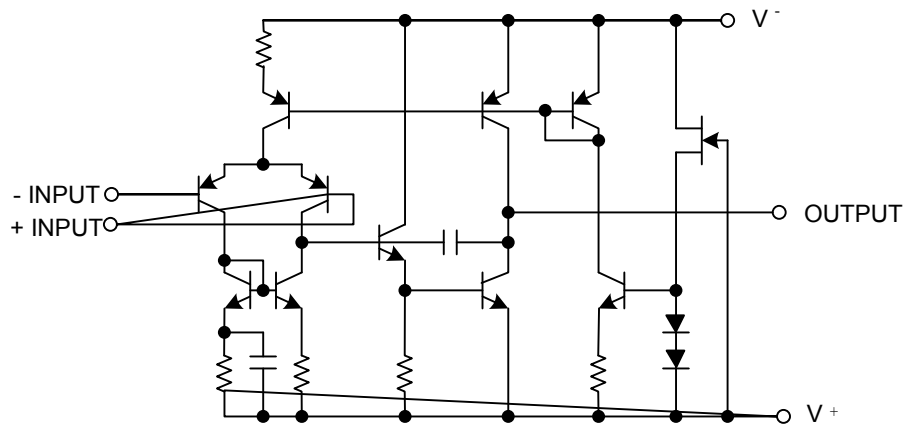 V -
- INPUT
+ INPUT
OUTPUT
V +